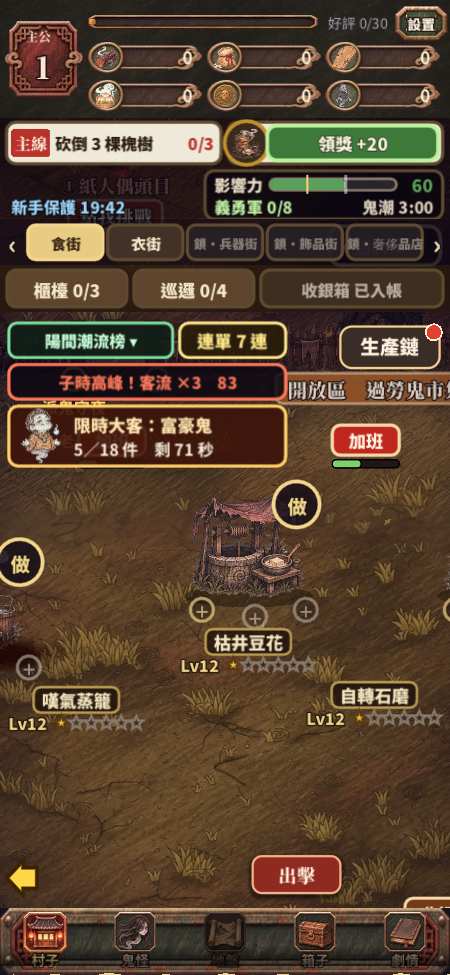 主公
1
好評 0/30
設置
0
0
0
0
0
0
主線 砍倒 3 棵槐樹 0/3
領獎 +20
紙人偶頭目
影響力 60
新手保護 19:42
義勇軍 0/8
鬼潮 3:00
‹
食街
衣街
鎖・兵器街
鎖・飾品街
鎖・奢侈品店
›
櫃檯 0/3
巡邏 0/4
收銀箱 已入帳
陽間潮流榜 ▾
連單 7 連
生產鏈
子時高峰！客流 ×3 83
開放區 過勞鬼市
限時大客：富豪鬼
5／18 件 剩 71 秒
加班
做
做
枯井豆花
Lv12 ★☆☆☆☆☆
嘆氣蒸籠
Lv12 ★☆☆☆☆☆
自轉石磨
Lv12 ★☆☆☆☆☆
出擊
村子
鬼怪
地盤
箱子
劇情